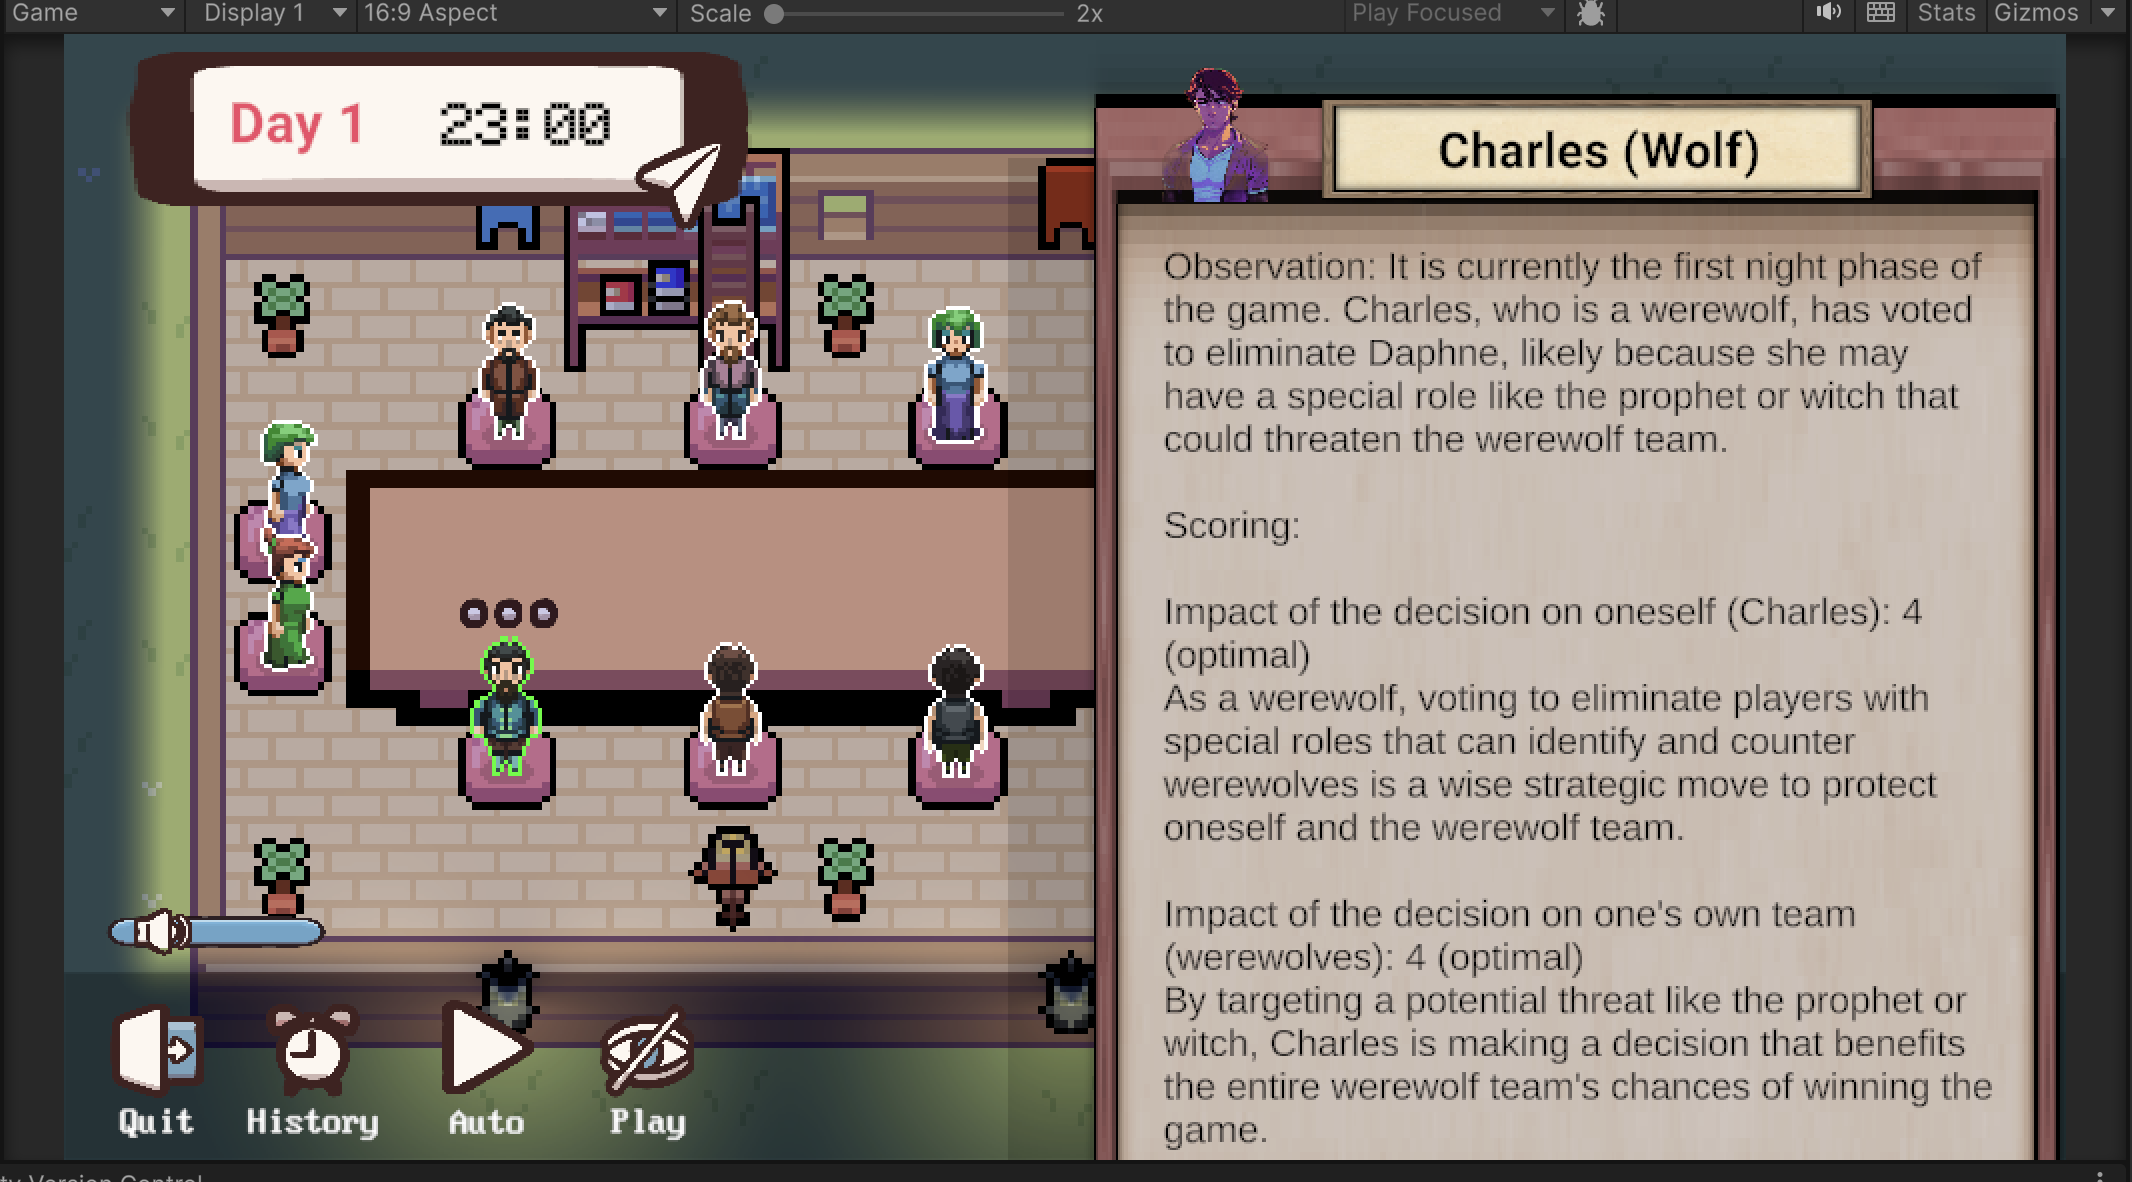 Game Display 1 16:9 Aspect Scale 2x Play Focused Stats Gizmos
Day 1 23:00
Charles (Wolf)
Observation: It is currently the first night phase of
the game. Charles, who is a werewolf, has voted
to eliminate Daphne, likely because she may
have a special role like the prophet or witch that
could threaten the werewolf team.
Scoring:
Impact of the decision on oneself (Charles): 4
(optimal)
As a werewolf, voting to eliminate players with
special roles that can identify and counter
werewolves is a wise strategic move to protect
oneself and the werewolf team.
Impact of the decision on one's own team
(werewolves): 4 (optimal)
By targeting a potential threat like the prophet or
witch, Charles is making a decision that benefits
the entire werewolf team's chances of winning the
game.
Quit History Auto Play
ty Version Control